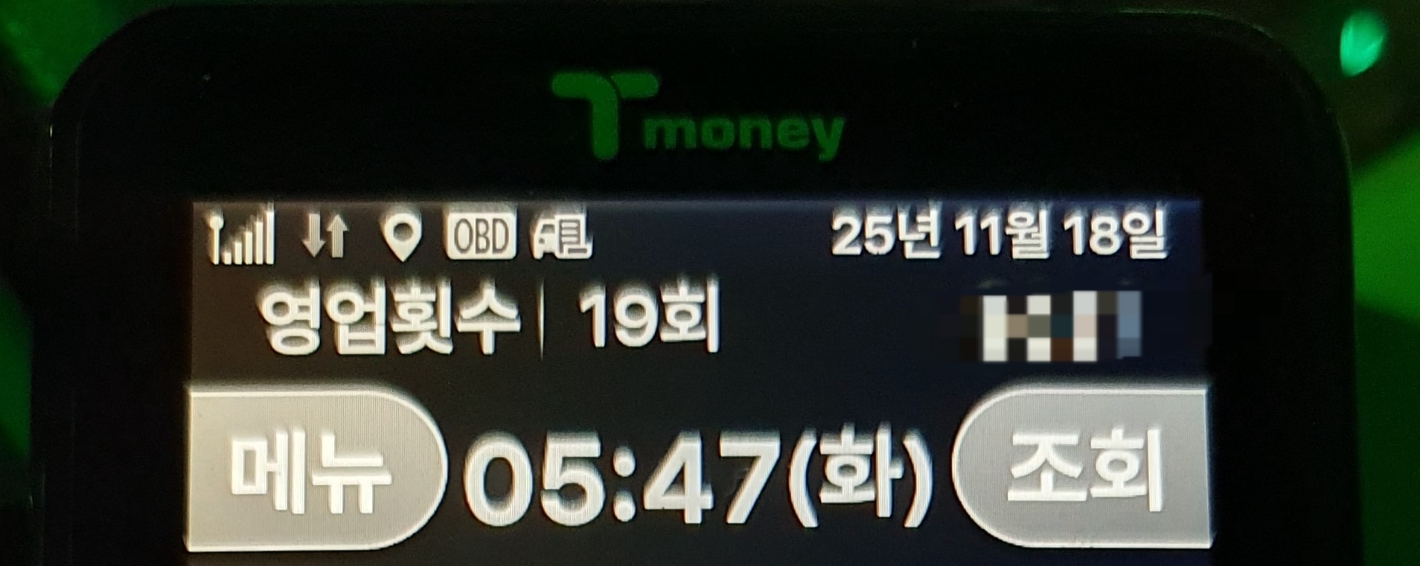 Tmoney
OBD 25년 11월 18일
영업횟수 19회
메뉴 05:47(화) 조회